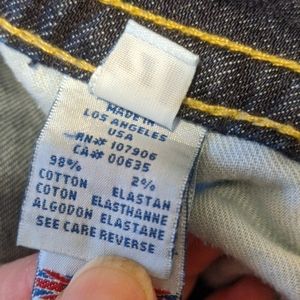 MADE IN
LOS ANGELES
USA
RN# 107906
CA# 00635
98% 2%
COTTON ELASTAN
COTON ELASTHANNE
ALGODON ELASTANE
SEE CARE REVERSE